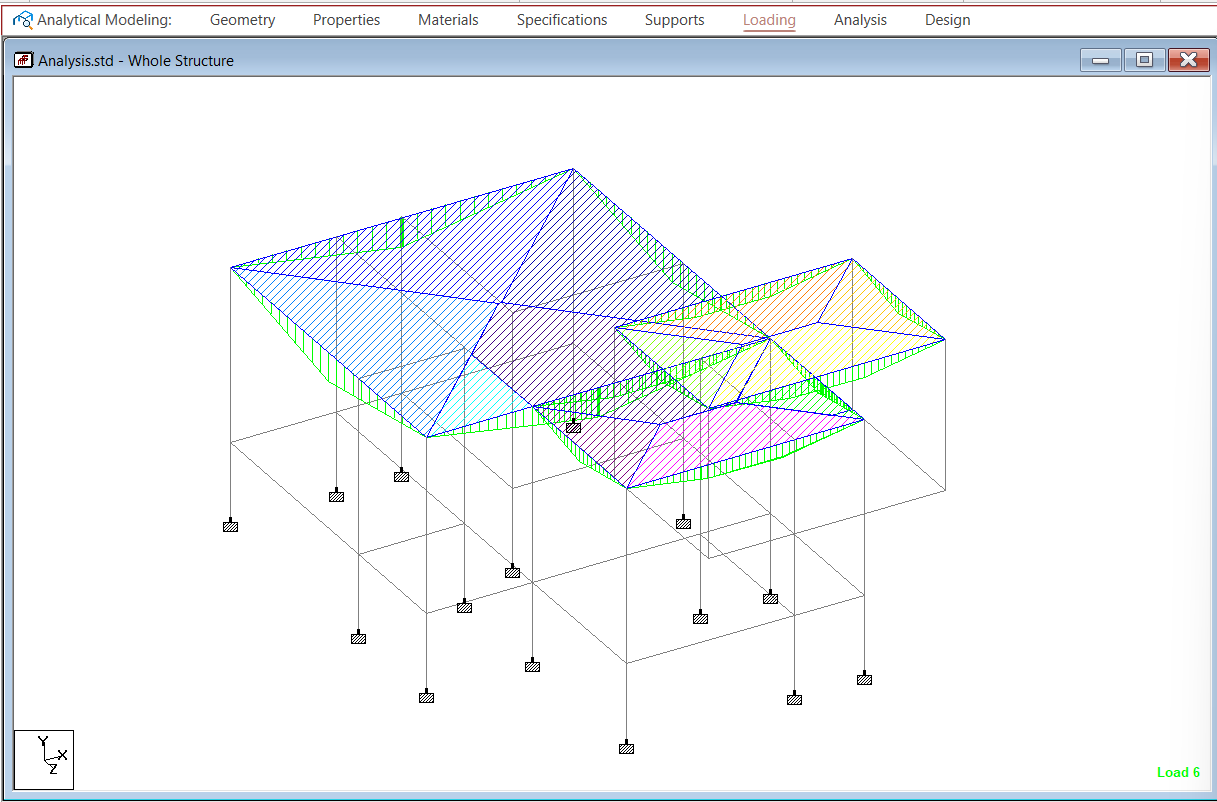 Analytical Modeling: Geometry Properties Materials Specifications Supports Loading Analysis Design
Analysis.std - Whole Structure
Y
X
Z
Load 6